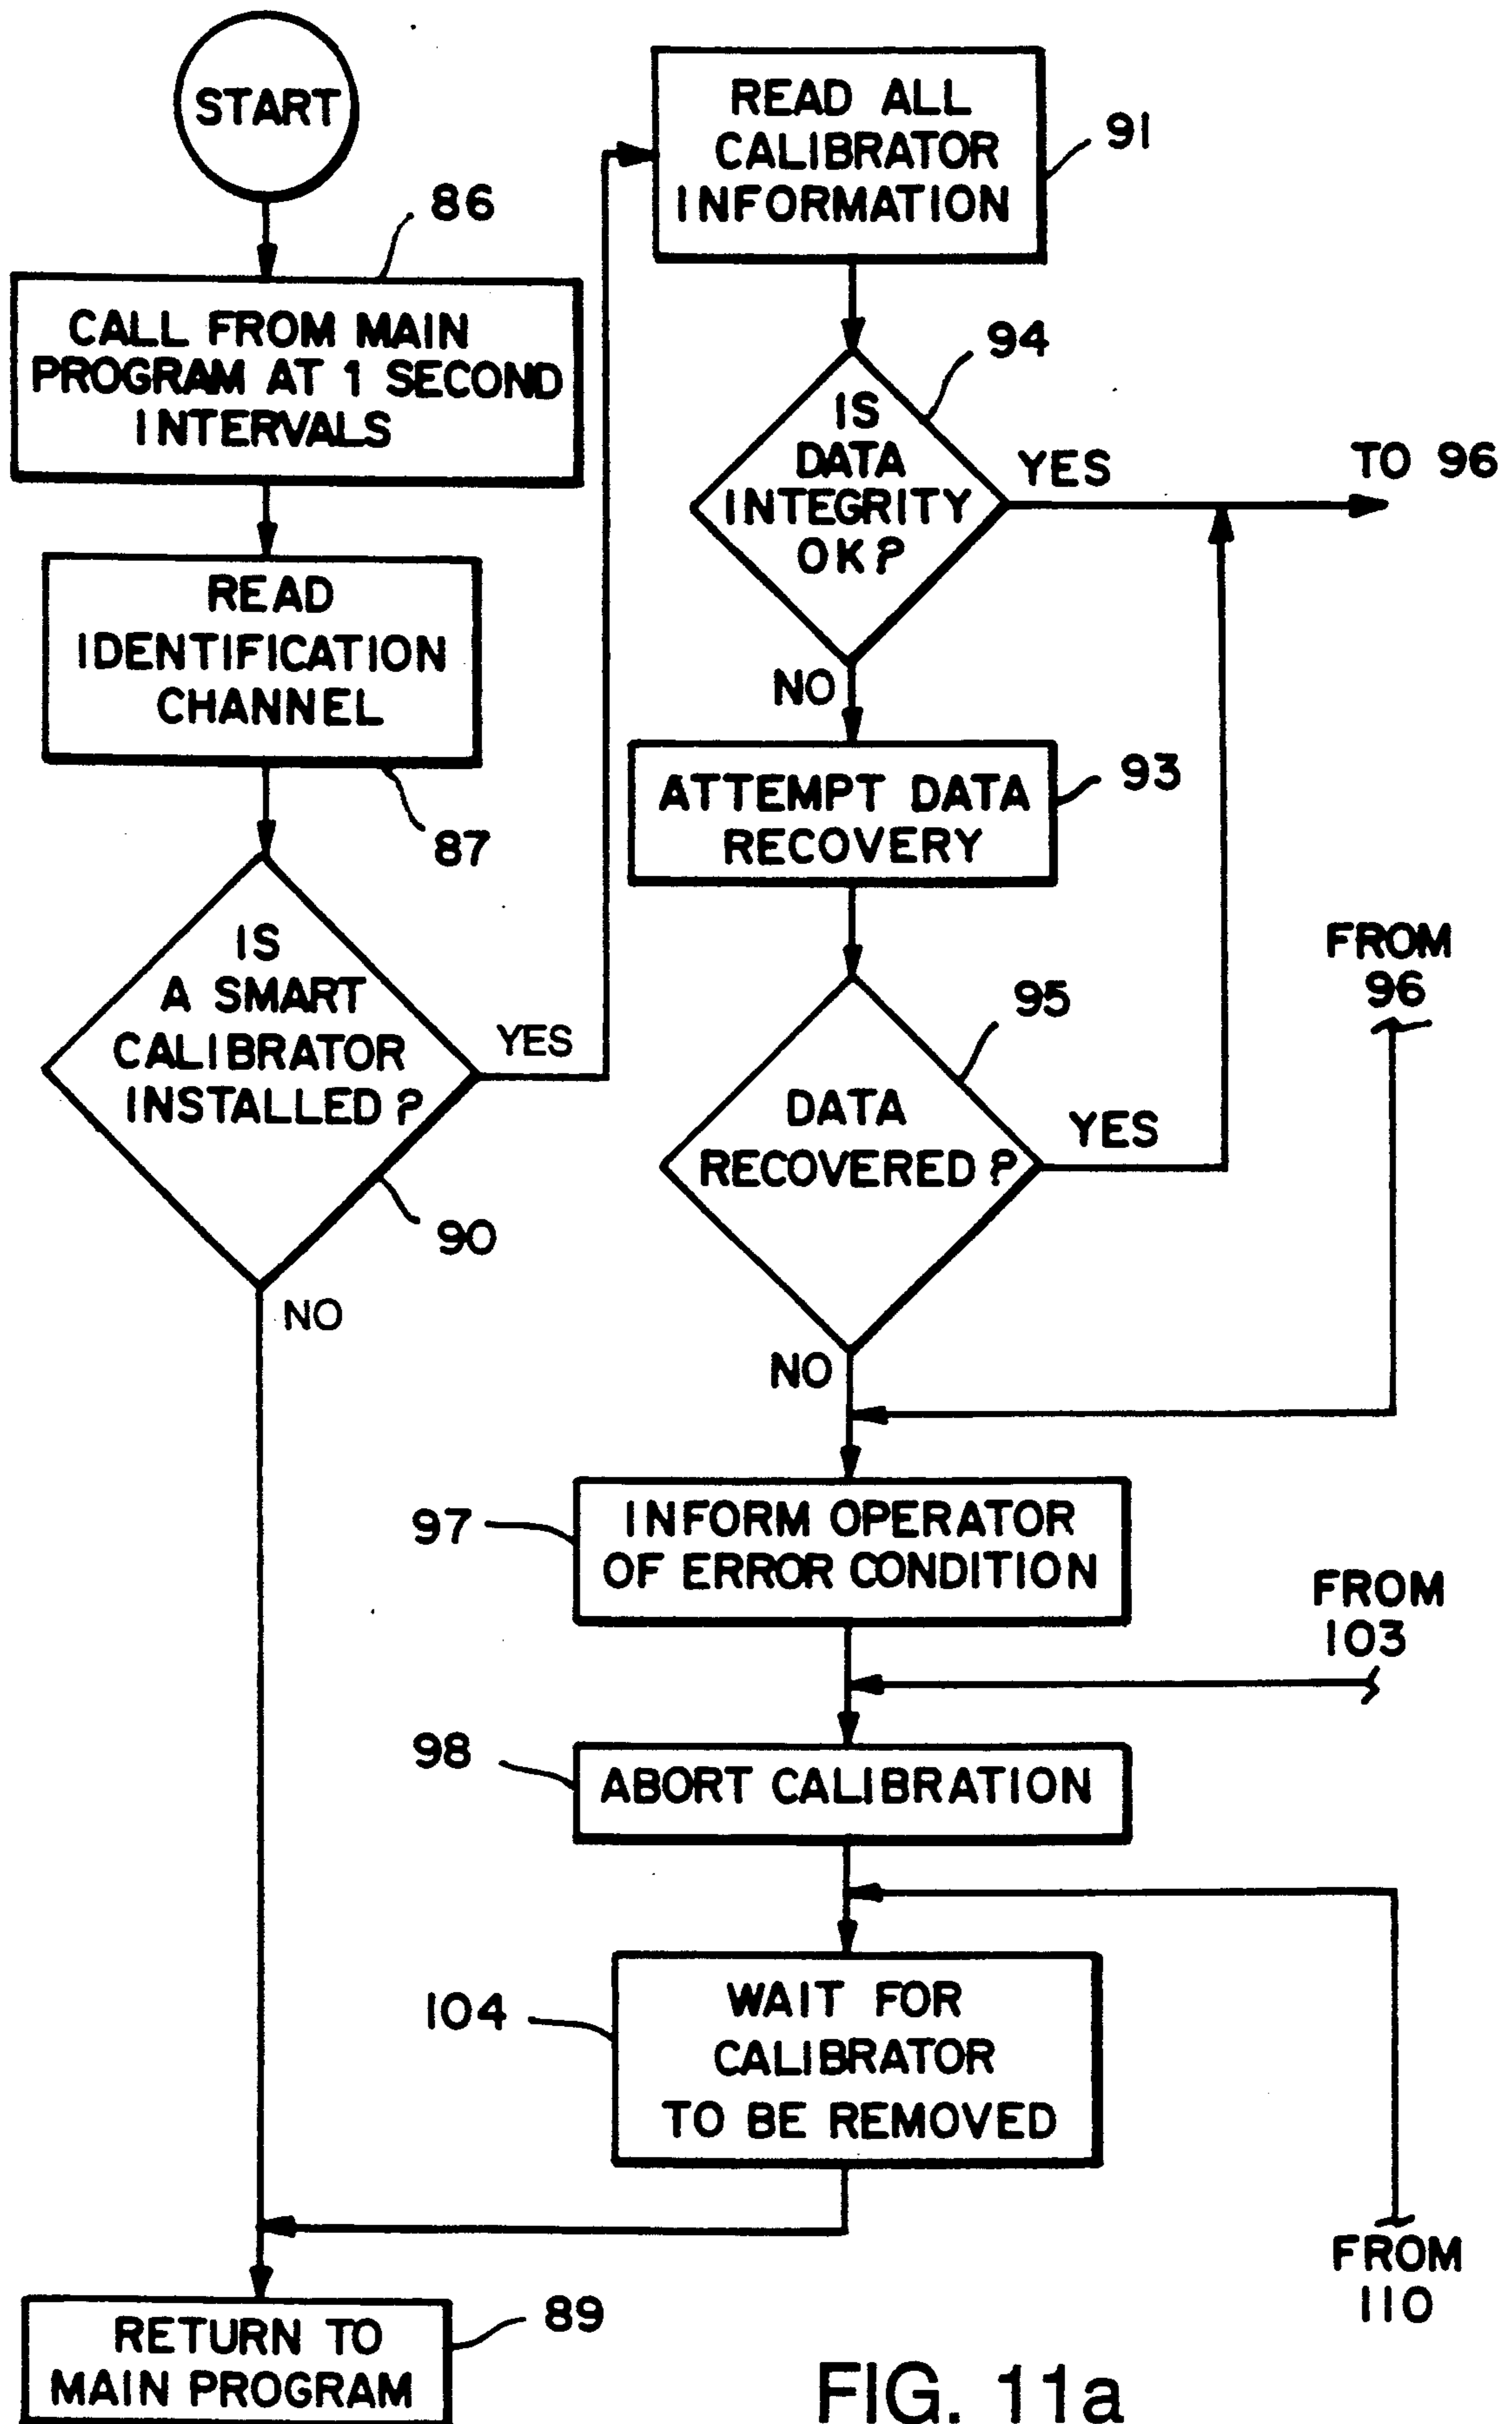 START
86
CALL FROM MAIN
PROGRAM AT 1 SECOND
INTERVALS
READ
IDENTIFICATION
CHANNEL
87
IS
A SMART
CALIBRATOR
INSTALLED?
YES
90
NO
READ ALL
CALIBRATOR
INFORMATION
91
94
IS
DATA
INTEGRITY
OK?
YES
TO 96
NO
ATTEMPT DATA
RECOVERY
93
95
DATA
RECOVERED?
YES
FROM
96
NO
97
INFORM OPERATOR
OF ERROR CONDITION
FROM
103
98
ABORT CALIBRATION
104
WAIT FOR
CALIBRATOR
TO BE REMOVED
FROM
110
RETURN TO
MAIN PROGRAM
89
FIG. 11a